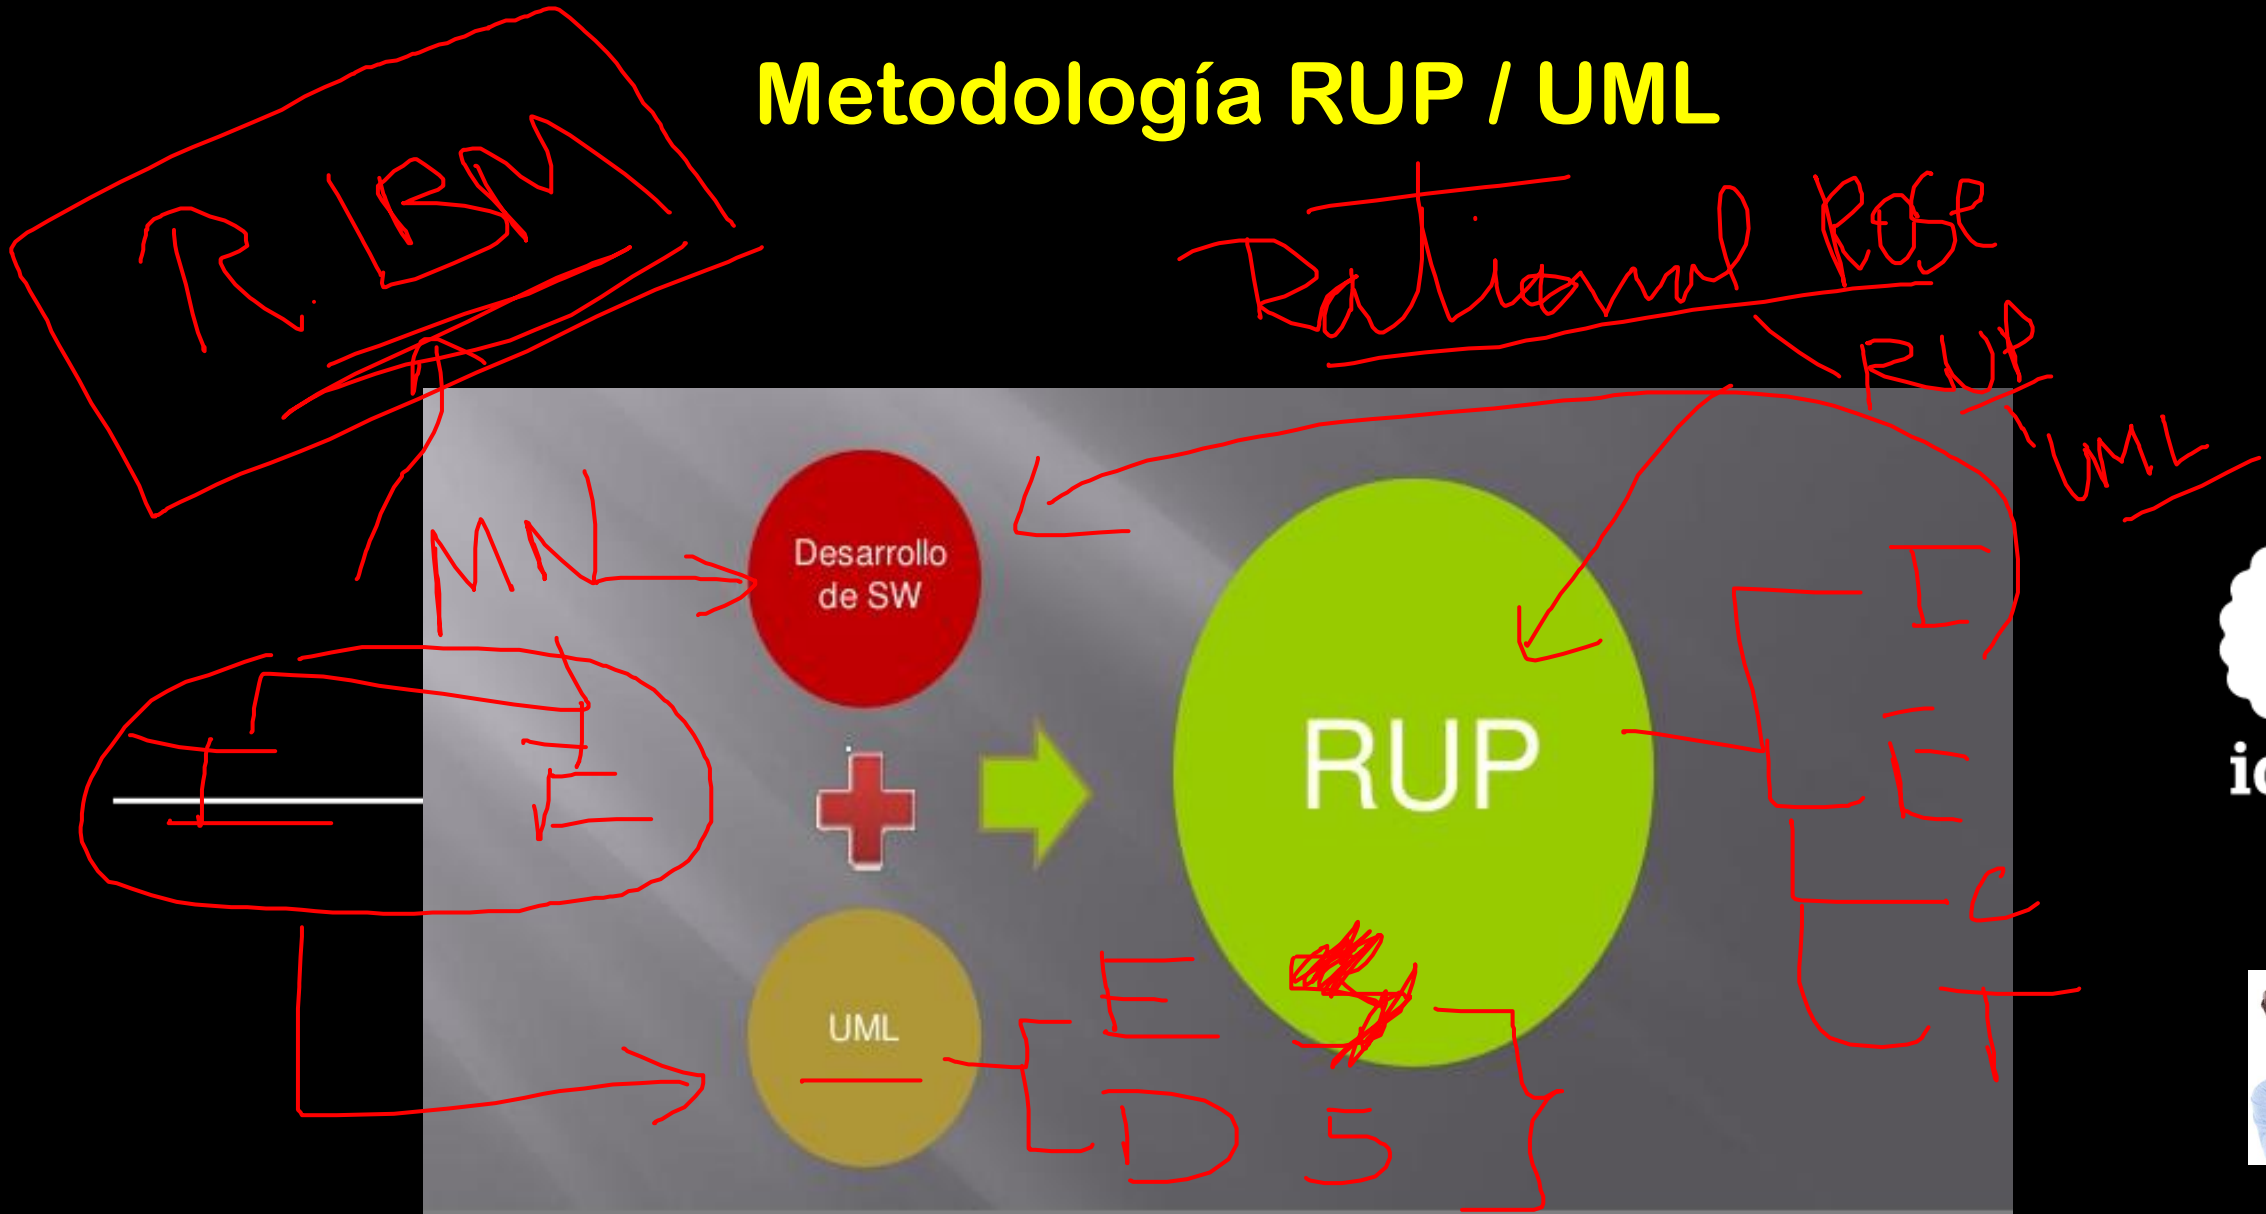 Metodología RUP / UML
R. IBM
Rational Rose
RUP
UML
MN
Desarrollo
de SW
I
E
RUP
I
E
C
T
UML
E
D 5